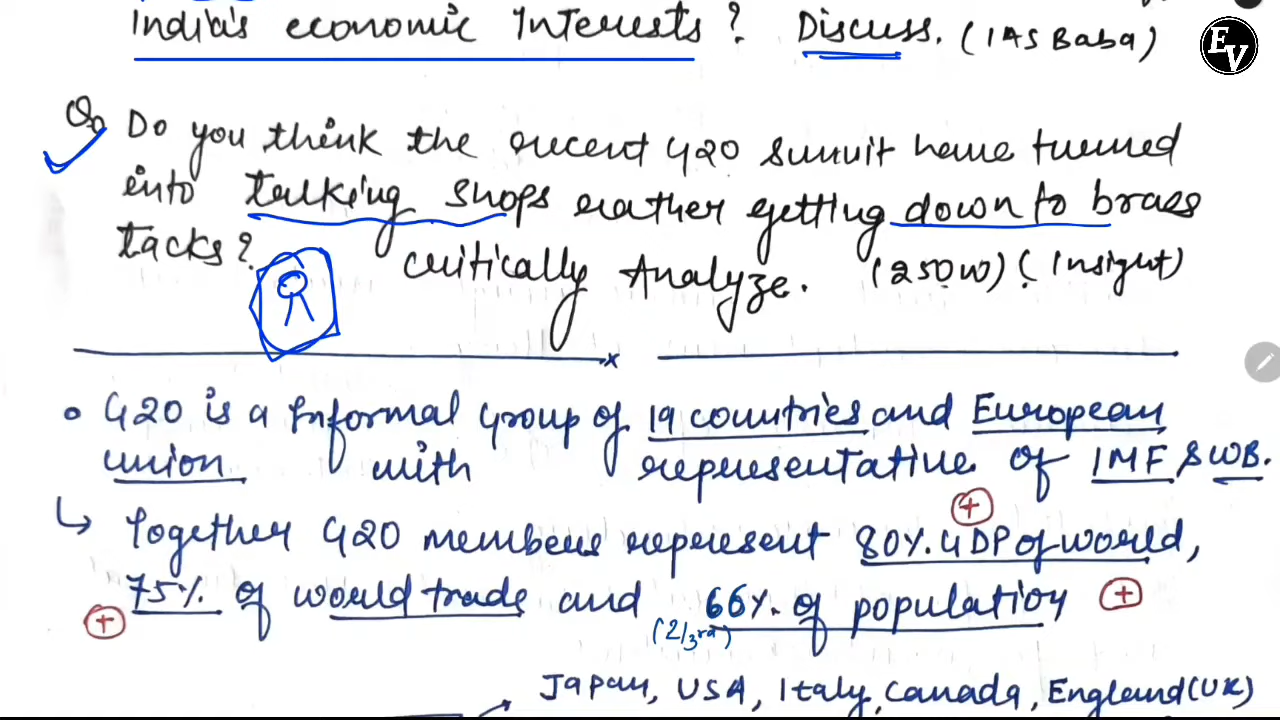 India's economic Interests? Discuss. (IAS Baba)
EV
Q. Do you think the recent G20 Summit have turned
into talking shops rather getting down to brass
tacks? critically Analyze. (250W) (Insight)
• G20 is a Informal Group of 19 countries and European
union with representative of IMF & WB.
↳ Together G20 members represent 80%. GDP of world,
75% of world trade and 66%. of population
(2/3rd)
Japan, USA, Italy, Canada, England (UK)